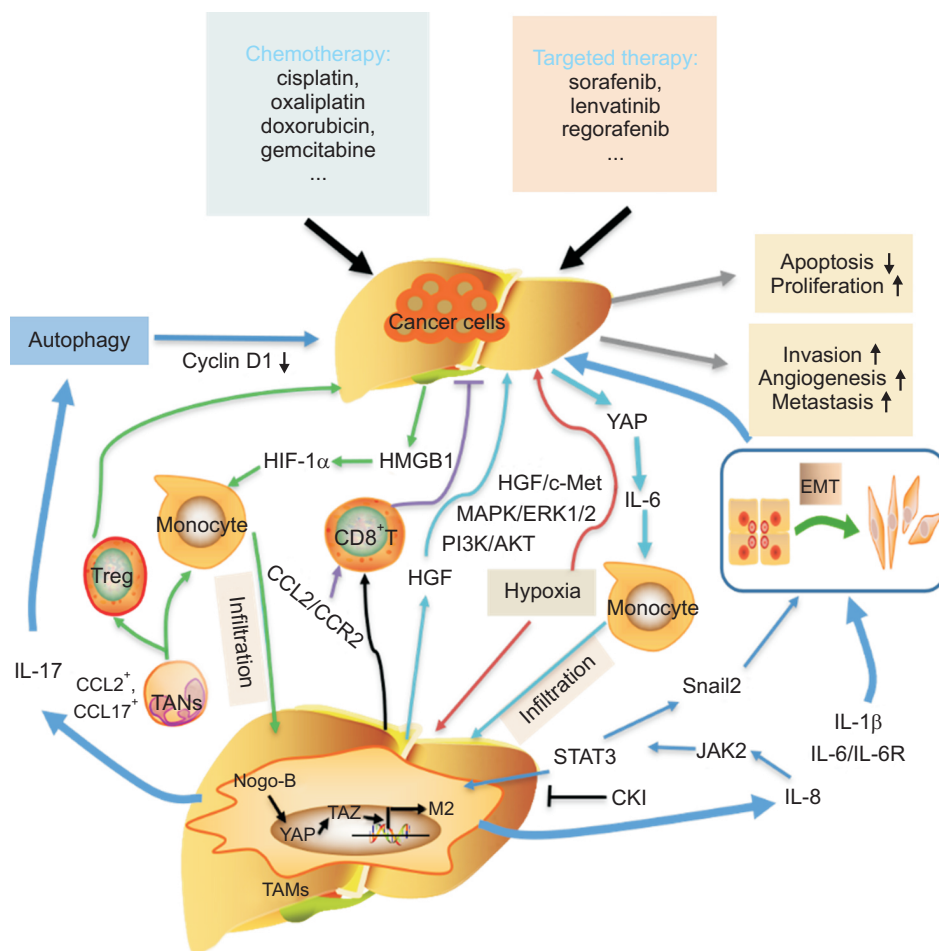 Chemotherapy:
cisplatin,
oxaliplatin
doxorubicin,
gemcitabine
...
Targeted therapy:
sorafenib,
lenvatinib
regorafenib
...
Cancer cells
Apoptosis ↓
Proliferation ↑
Invasion ↑
Angiogenesis ↑
Metastasis ↑
Autophagy
Cyclin D1 ↓
HIF-1α
HMGB1
YAP
IL-6
HGF/c-Met
MAPK/ERK1/2
PI3K/AKT
EMT
Monocyte
CD8⁺T
Treg
HGF
CCL2/CCR2
Hypoxia
Monocyte
Infiltration
Infiltration
IL-17
CCL2⁺,
CCL17⁺
TANs
Snail2
IL-1β
IL-6/IL-6R
STAT3
JAK2
IL-8
CKI
Nogo-B
YAP
TAZ
M2
TAMs